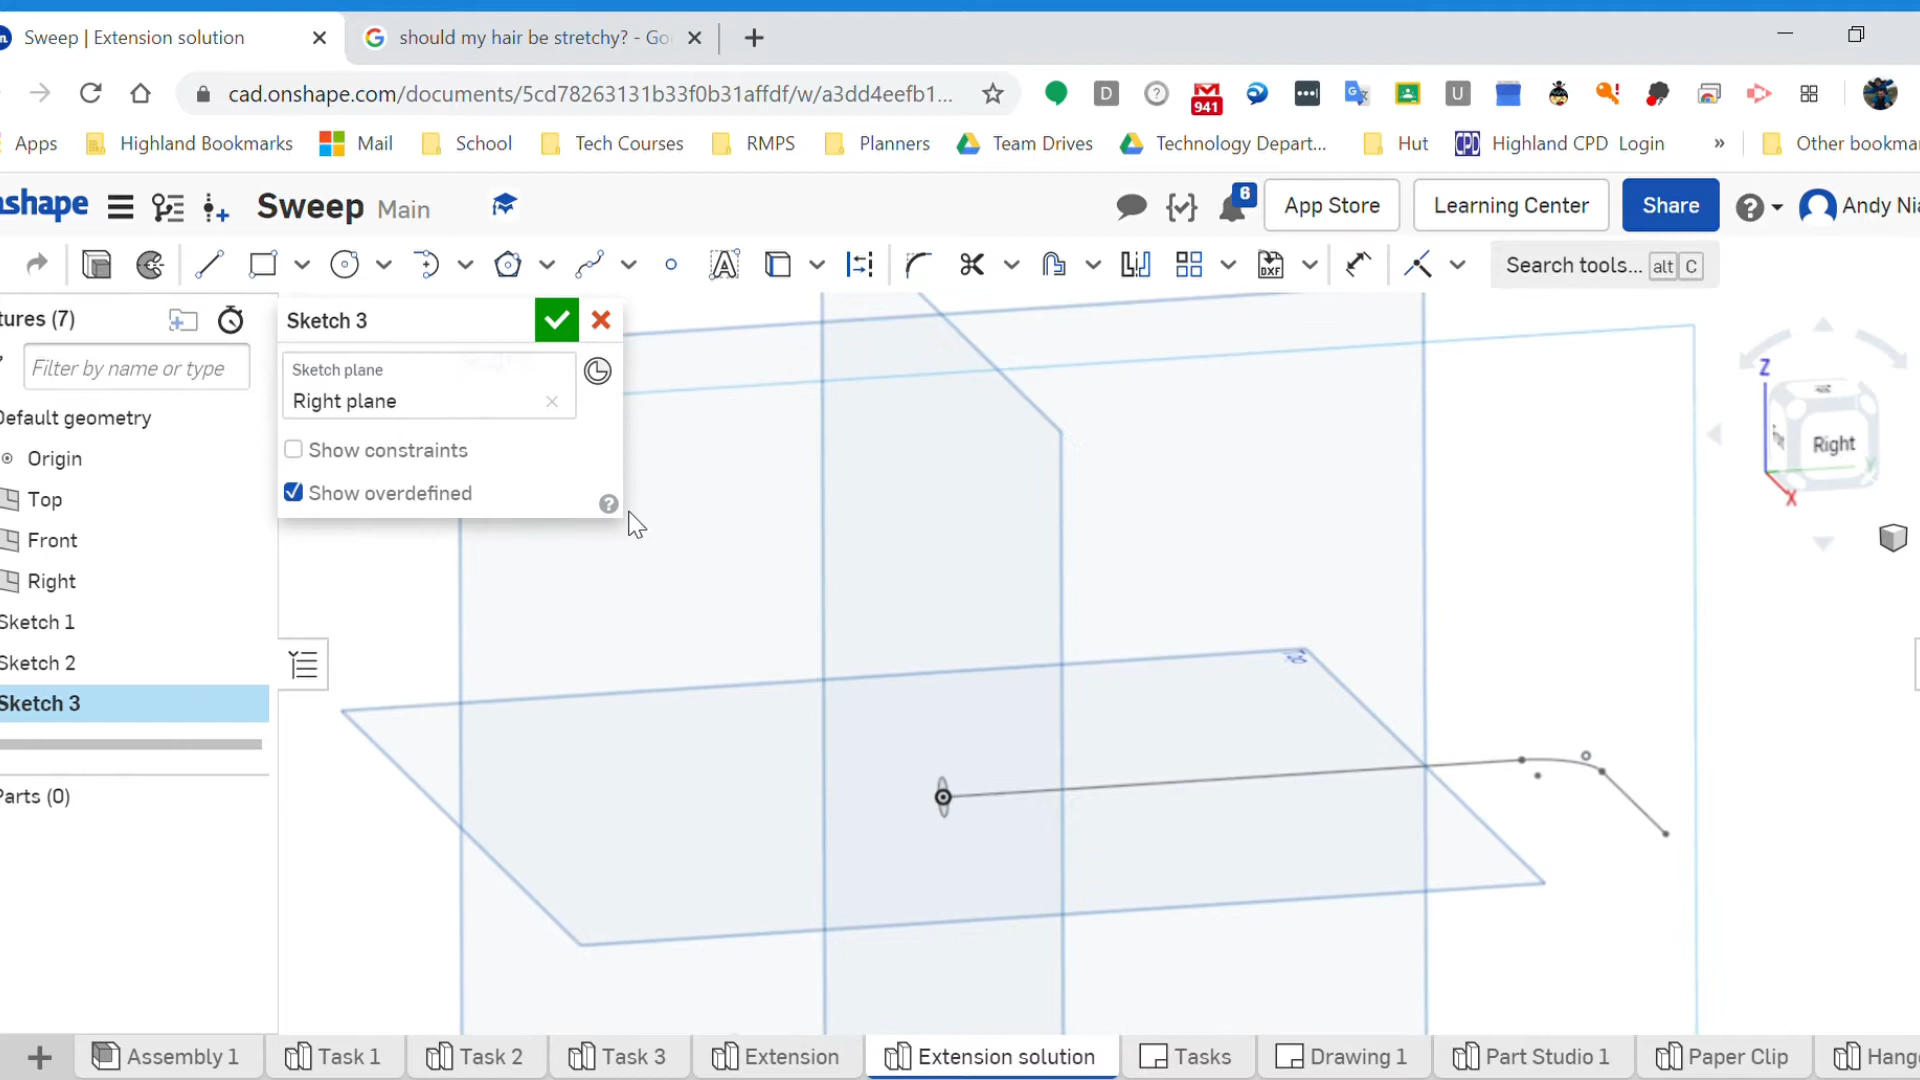 Sweep | Extension solution
should my hair be stretchy? - Go
cad.onshape.com/documents/5cd78263131b33f0b31affdf/w/a3dd4eefb1...
D
941
U
Apps
Highland Bookmarks
Mail
School
Tech Courses
RMPS
Planners
Team Drives
Technology Depart...
Hut
CPD
Highland CPD Login
»
Other bookma
nshape
Sweep Main
6
App Store
Learning Center
Share
Andy Ni
DXF
Search tools... alt C
tures (7)
Filter by name or type
Default geometry
Origin
Top
Front
Right
Sketch 1
Sketch 2
Sketch 3
Parts (0)
Sketch 3
Sketch plane
Right plane
Show constraints
Show overdefined
Top
Z
Right
Y
X
Assembly 1
Task 1
Task 2
Task 3
Extension
Extension solution
Tasks
Drawing 1
Part Studio 1
Paper Clip
Hang